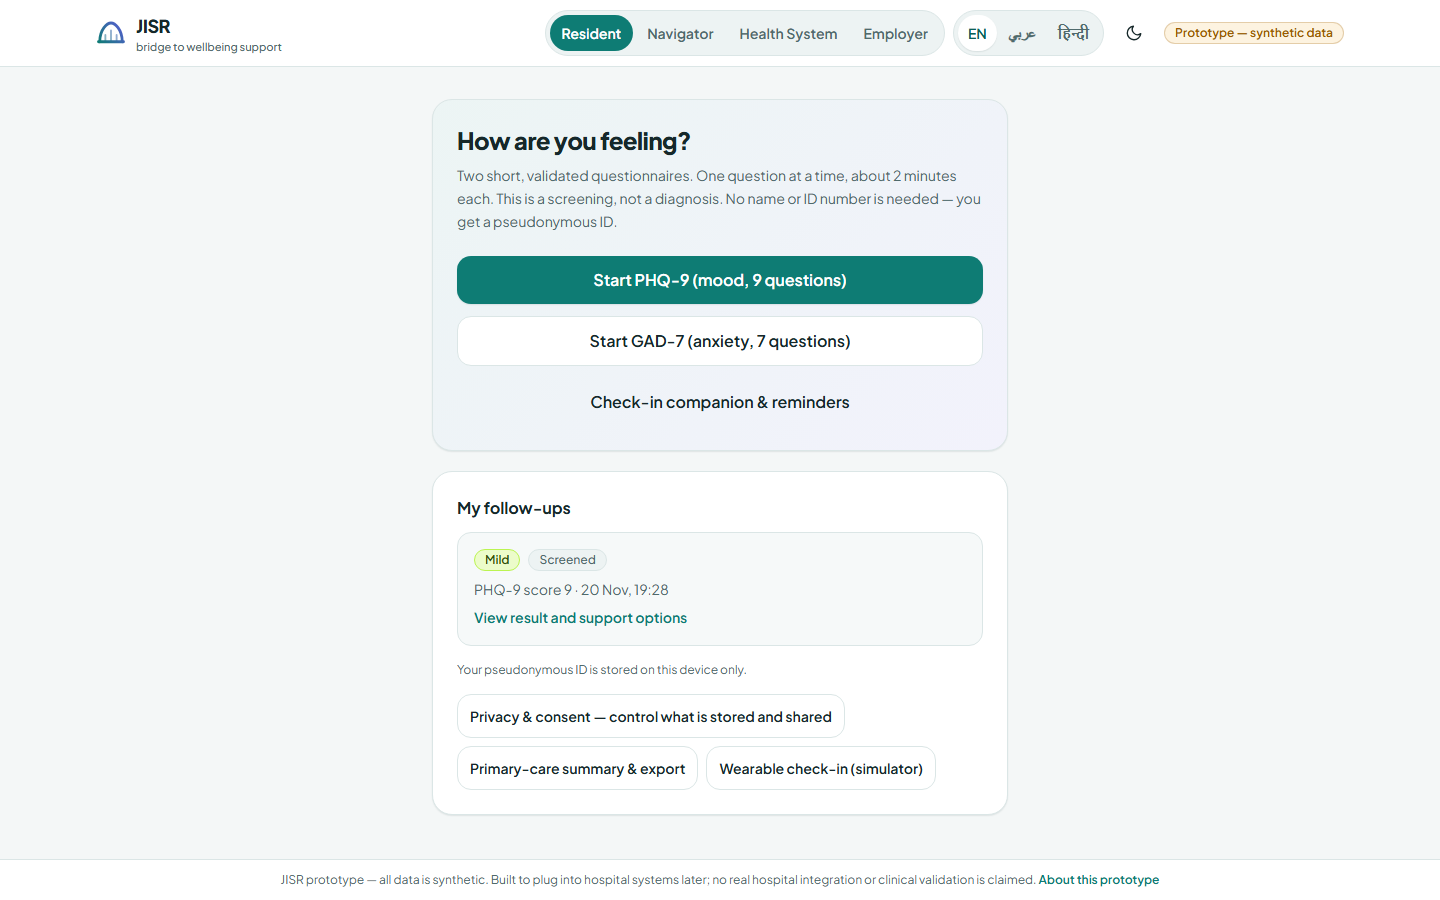 JISR
bridge to wellbeing support
Resident
Navigator
Health System
Employer
EN
عربي
हिन्दी
Prototype — synthetic data
How are you feeling?
Two short, validated questionnaires. One question at a time, about 2 minutes
each. This is a screening, not a diagnosis. No name or ID number is needed — you
get a pseudonymous ID.
Start PHQ-9 (mood, 9 questions)
Start GAD-7 (anxiety, 7 questions)
Check-in companion & reminders
My follow-ups
Mild
Screened
PHQ-9 score 9 · 20 Nov, 19:28
View result and support options
Your pseudonymous ID is stored on this device only.
Privacy & consent — control what is stored and shared
Primary-care summary & export
Wearable check-in (simulator)
JISR prototype — all data is synthetic. Built to plug into hospital systems later; no real hospital integration or clinical validation is claimed. About this prototype